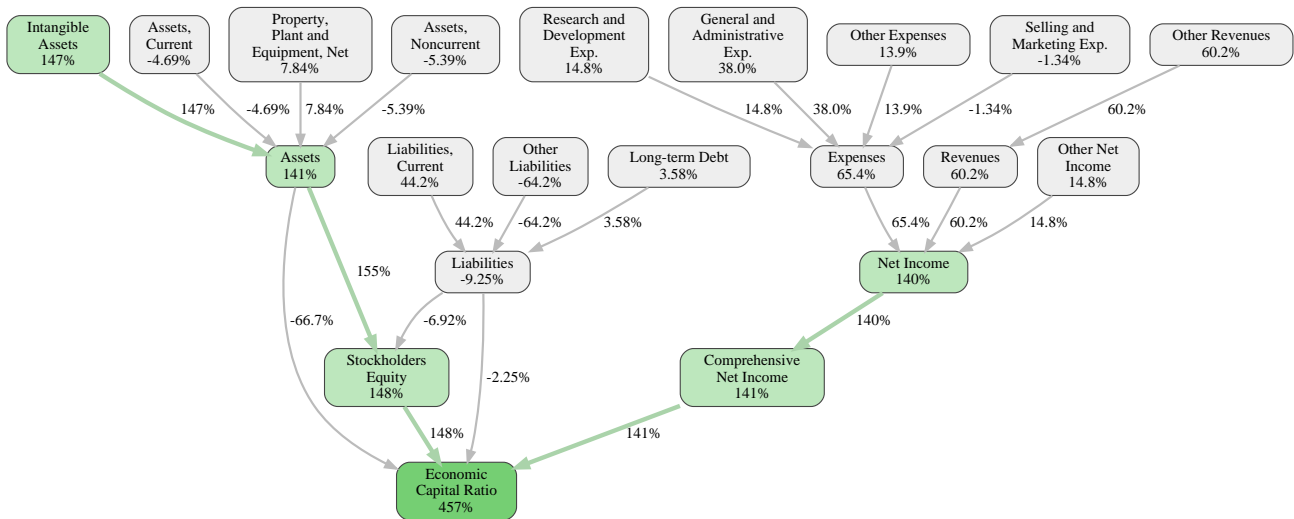 Intangible
Assets
147%
Assets,
Current
-4.69%
Property,
Plant and
Equipment, Net
7.84%
Assets,
Noncurrent
-5.39%
Research and
Development
Exp.
14.8%
General and
Administrative
Exp.
38.0%
Other Expenses
13.9%
Selling and
Marketing Exp.
-1.34%
Other Revenues
60.2%
147%
-4.69%
7.84%
-5.39%
14.8%
38.0%
13.9%
-1.34%
60.2%
Assets
141%
Liabilities,
Current
44.2%
Other
Liabilities
-64.2%
Long-term Debt
3.58%
Expenses
65.4%
Revenues
60.2%
Other Net
Income
14.8%
44.2%
-64.2%
3.58%
65.4%
60.2%
14.8%
155%
Liabilities
-9.25%
Net Income
140%
-66.7%
-6.92%
140%
Stockholders
Equity
148%
-2.25%
Comprehensive
Net Income
141%
148%
141%
Economic
Capital Ratio
457%